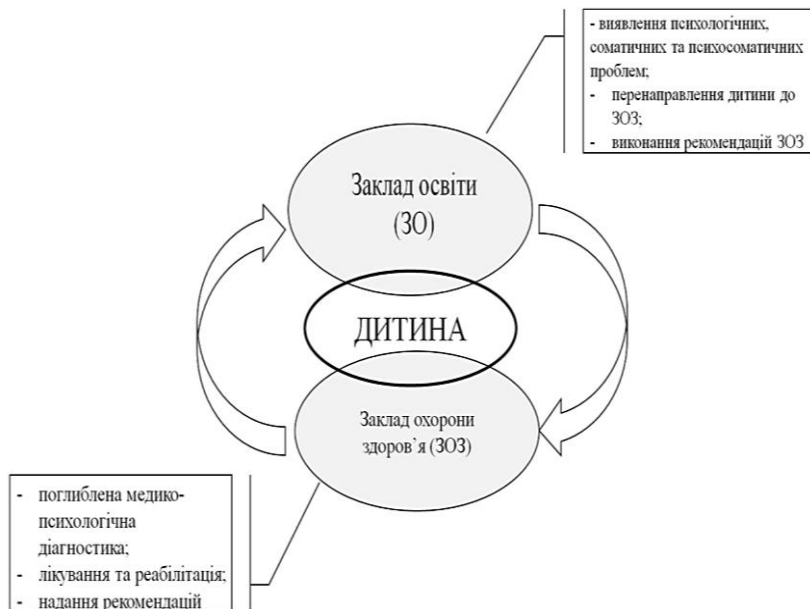 - виявлення психологічних,
соматичних та психосоматичних
проблем;
- перенаправлення дитини до
ЗОЗ;
- виконання рекомендацій ЗОЗ
Заклад освіти
(ЗО)
ДИТИНА
Заклад охорони
здоров’я (ЗОЗ)
- поглиблена медико-
психологічна
діагностика;
- лікування та реабілітація;
- надання рекомендацій